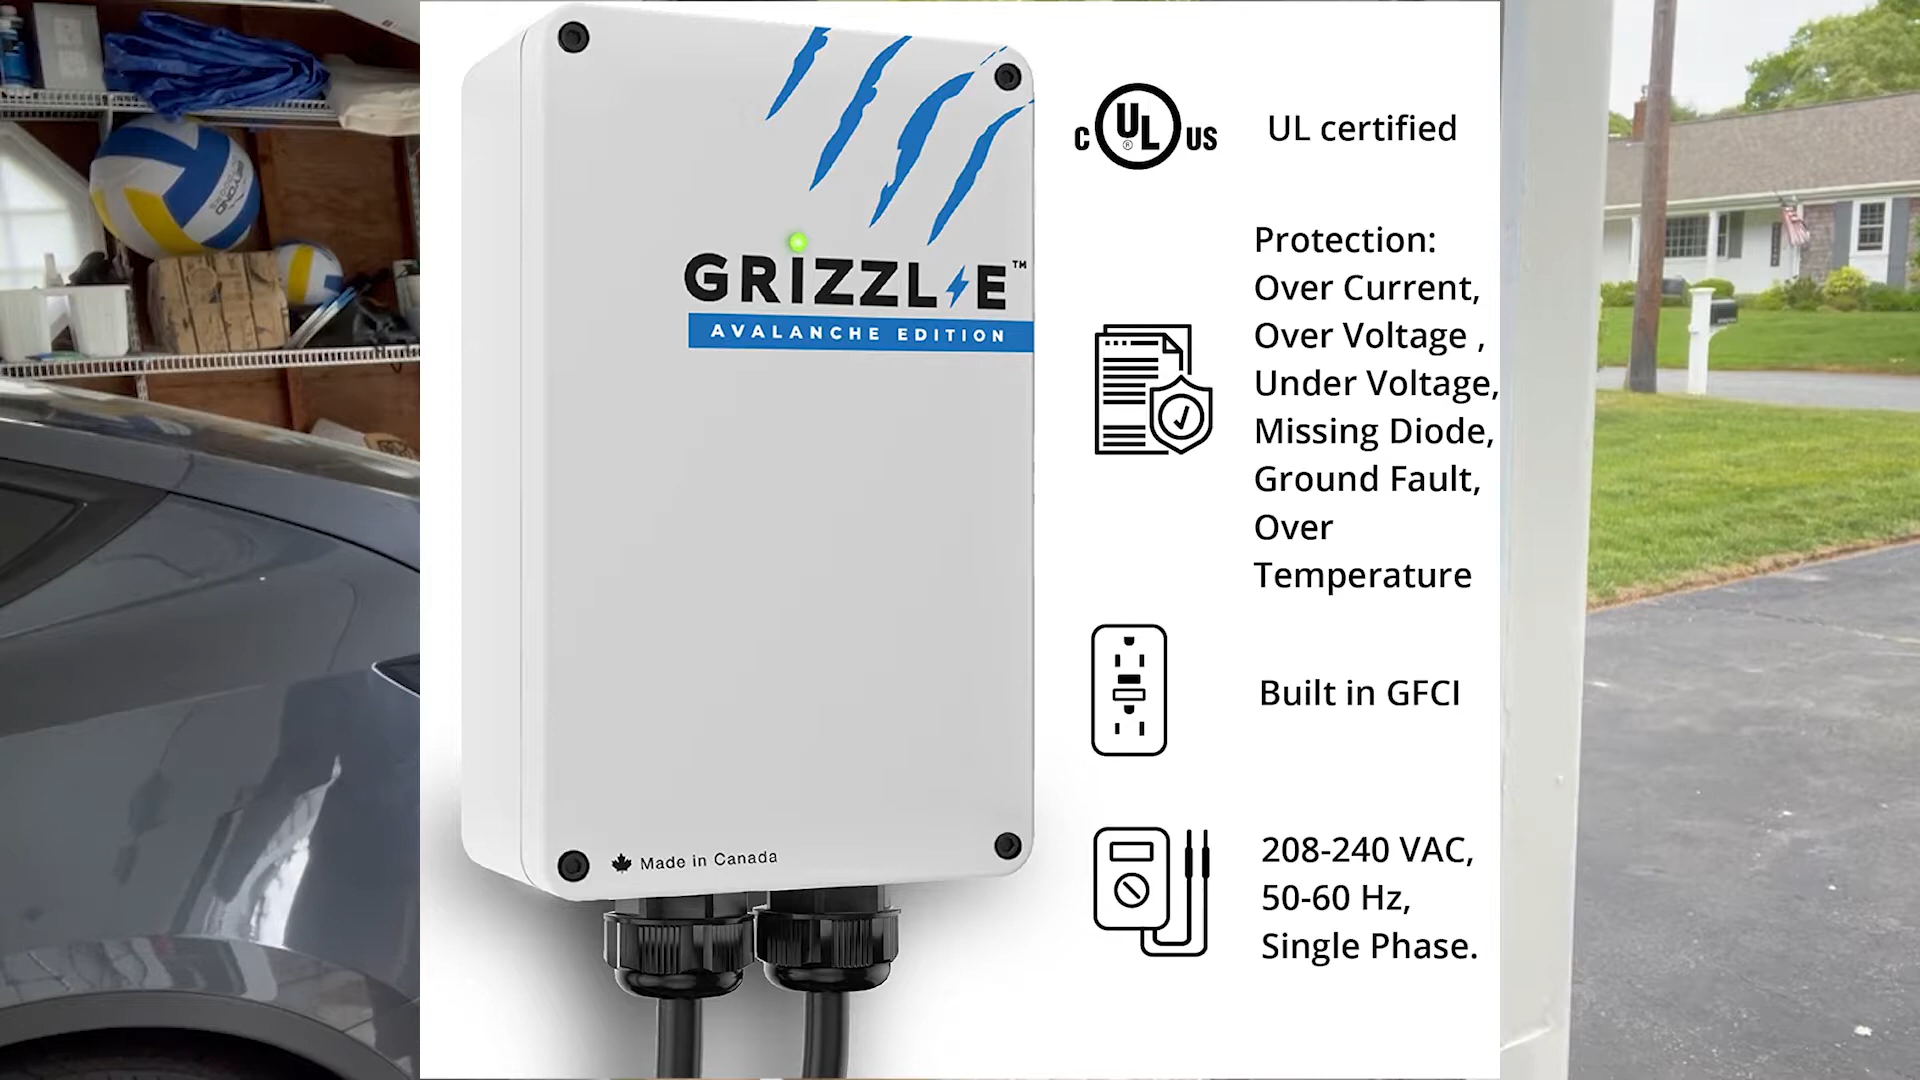 GRIZZL-E™
AVALANCHE EDITION
Made in Canada
C UL® US
UL certified
Protection:
Over Current,
Over Voltage ,
Under Voltage,
Missing Diode,
Ground Fault,
Over
Temperature
Built in GFCI
208-240 VAC,
50-60 Hz,
Single Phase.